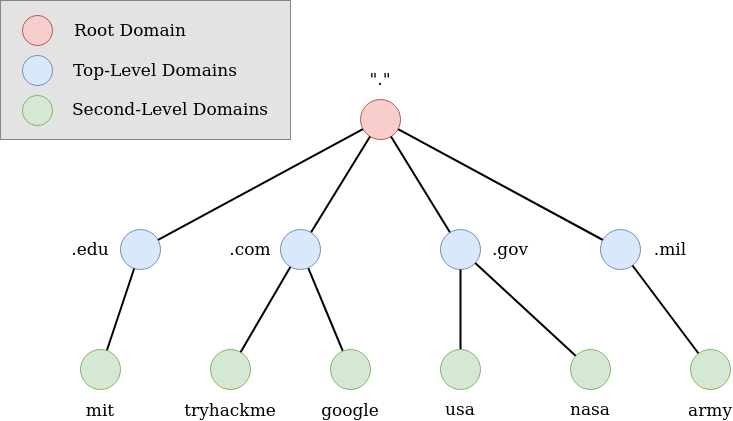 Root Domain
Top-Level Domains
Second-Level Domains
"."
.edu
.com
.gov
.mil
mit
tryhackme
google
usa
nasa
army